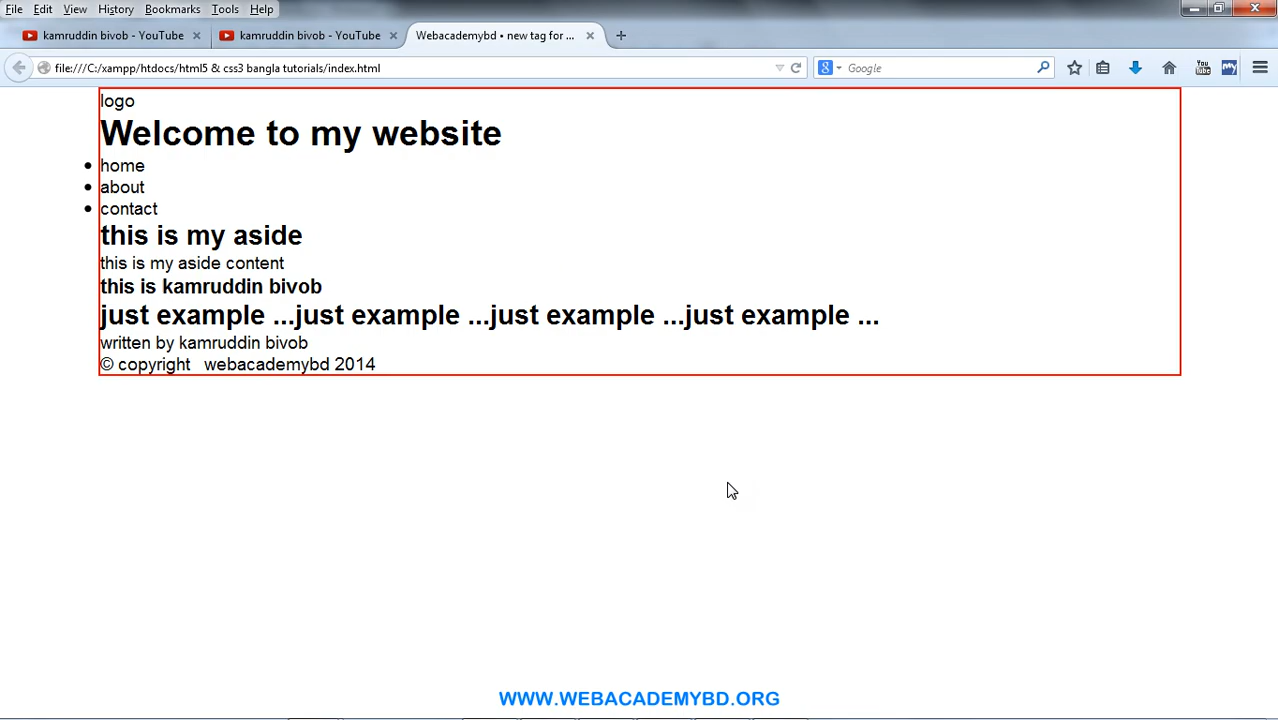 File Edit View History Bookmarks Tools Help
kamruddin bivob - YouTube kamruddin bivob - YouTube Webacademybd • new tag for ...
file:///C:/xampp/htdocs/html5 & css3 bangla tutorials/index.html Google
logo
Welcome to my website
• home
• about
• contact
this is my aside
this is my aside content
this is kamruddin bivob
just example ...just example ...just example ...just example ...
written by kamruddin bivob
© copyright webacademybd 2014
WWW.WEBACADEMYBD.ORG